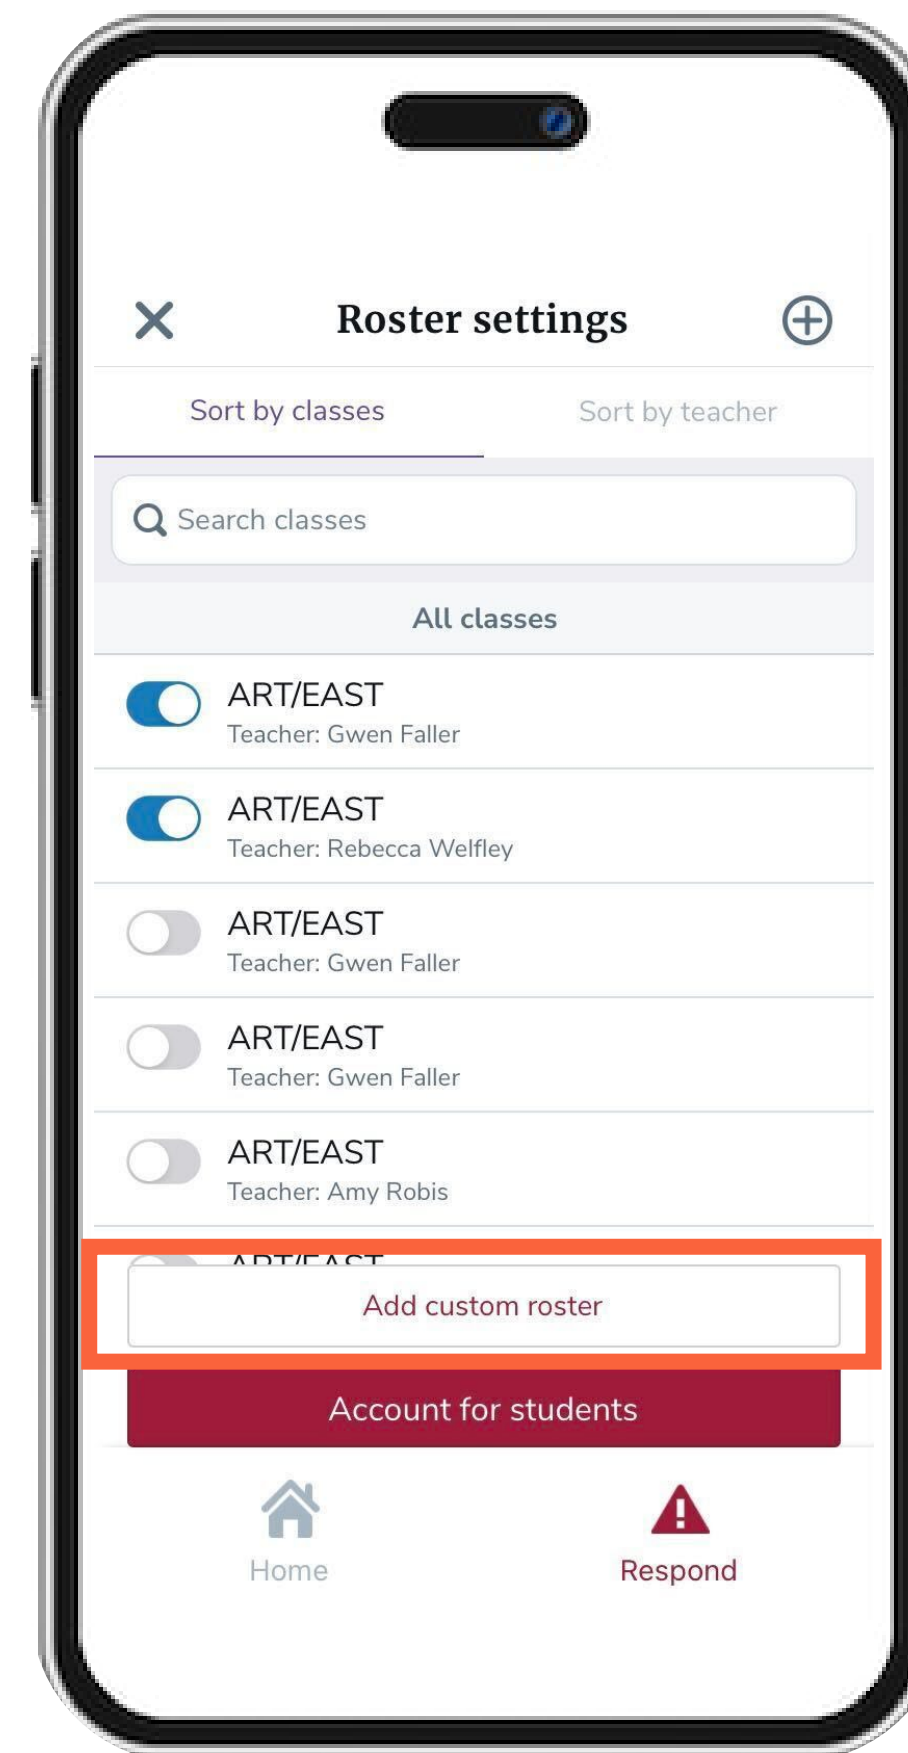 Roster settings
Sort by classes
Sort by teacher
Search classes
All classes
ART/EAST
Teacher: Gwen Faller
ART/EAST
Teacher: Rebecca Welfley
ART/EAST
Teacher: Gwen Faller
ART/EAST
Teacher: Gwen Faller
ART/EAST
Teacher: Amy Robis
ART/EAST
Add custom roster
Account for students
Home
Respond